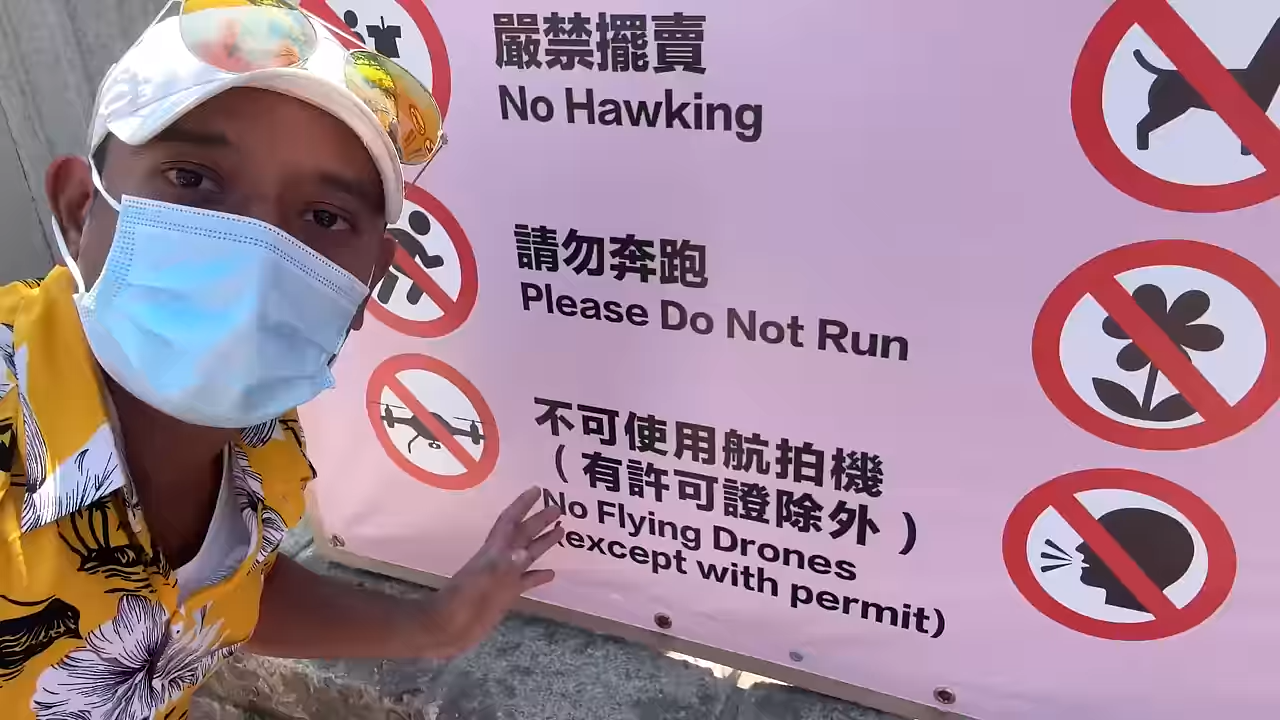 嚴禁擺賣
No Hawking
請勿奔跑
Please Do Not Run
不可使用航拍機
（有許可證除外）
No Flying Drones
(except with permit)